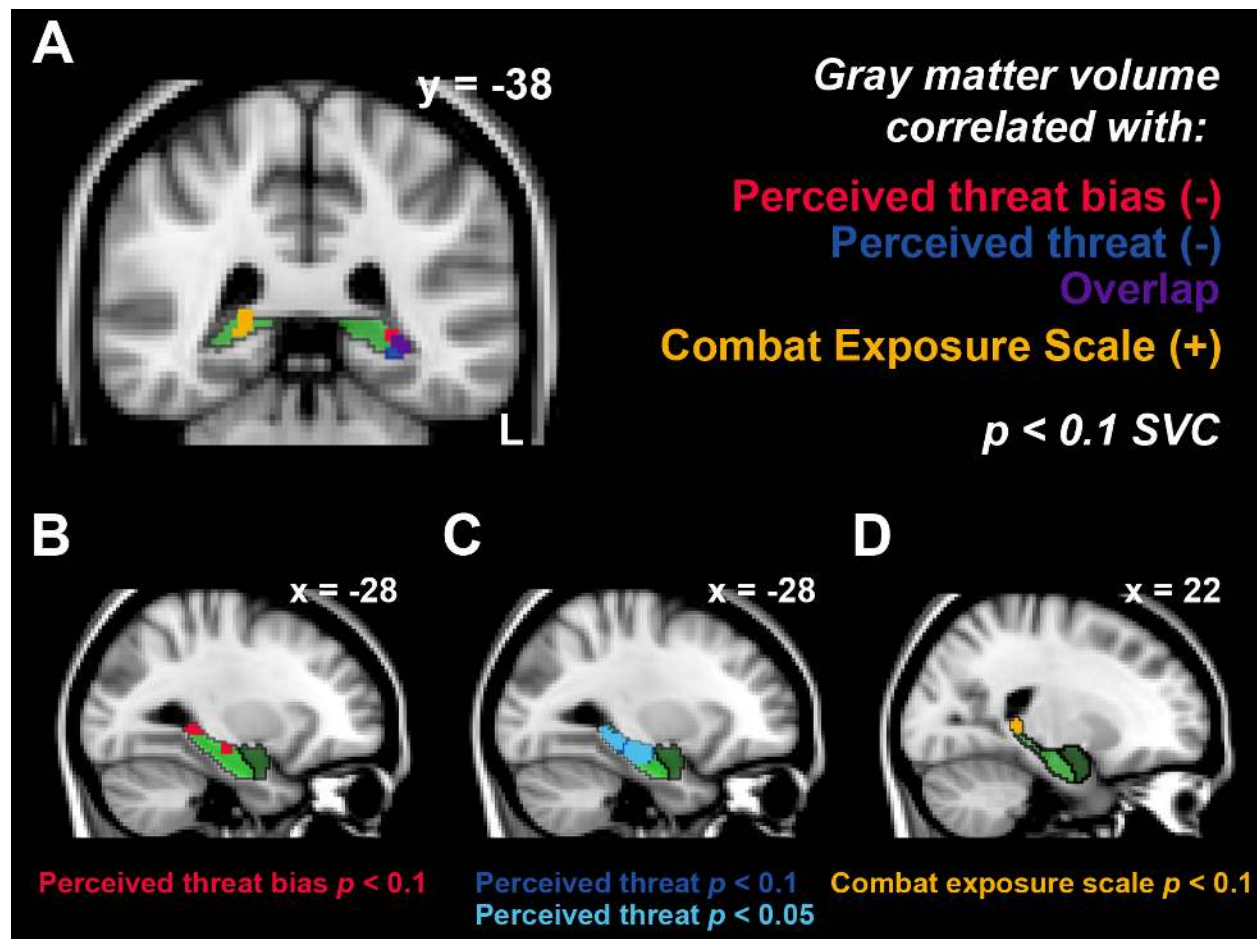 A
y = -38
Gray matter volume
correlated with:
Perceived threat bias (-)
Perceived threat (-)
Overlap
Combat Exposure Scale (+)
L
p < 0.1 SVC
B
C
D
x = -28
x = -28
x = 22
Perceived threat bias p < 0.1
Perceived threat p < 0.1
Perceived threat p < 0.05
Combat exposure scale p < 0.1